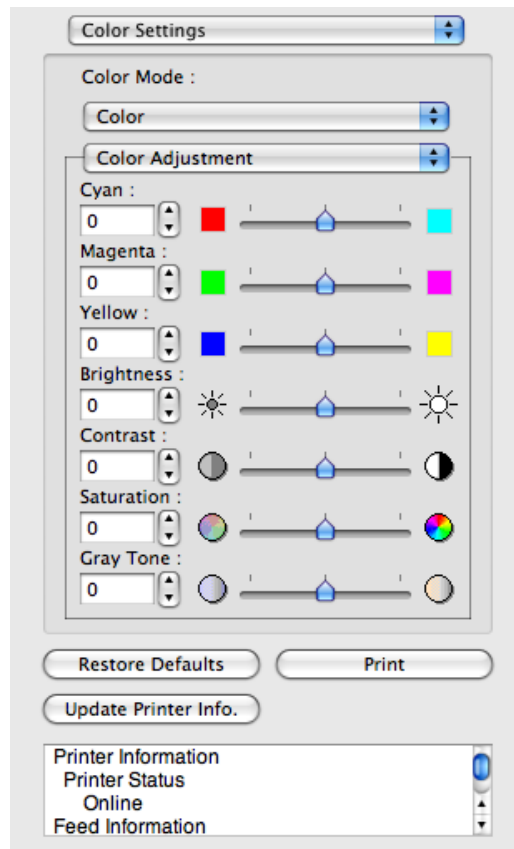 Color Settings
Color Mode :
Color
Color Adjustment
Cyan :
0
Magenta :
0
Yellow :
0
Brightness :
0
Contrast :
0
Saturation :
0
Gray Tone :
0
Restore Defaults Print
Update Printer Info.
Printer Information
Printer Status
Online
Feed Information